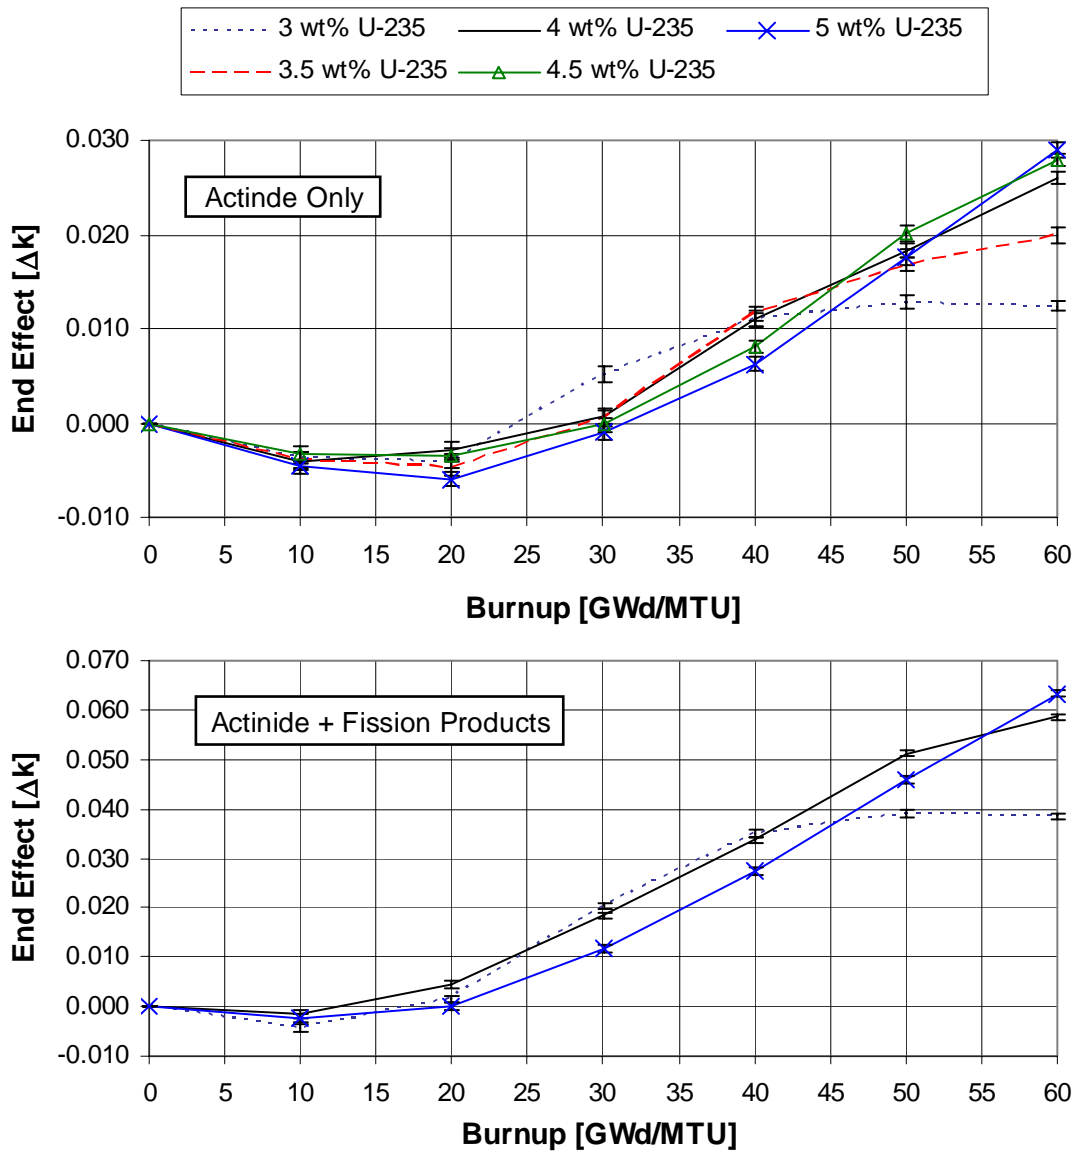 3 wt% U-235 4 wt% U-235 5 wt% U-235
3.5 wt% U-235 4.5 wt% U-235
0.030
0.020
0.010
0.000
-0.010
End Effect [Δk]
Actinde Only
0 5 10 15 20 25 30 35 40 45 50 55 60
Burnup [GWd/MTU]
0.070
0.060
0.050
0.040
0.030
0.020
0.010
0.000
-0.010
End Effect [Δk]
Actinide + Fission Products
0 5 10 15 20 25 30 35 40 45 50 55 60
Burnup [GWd/MTU]